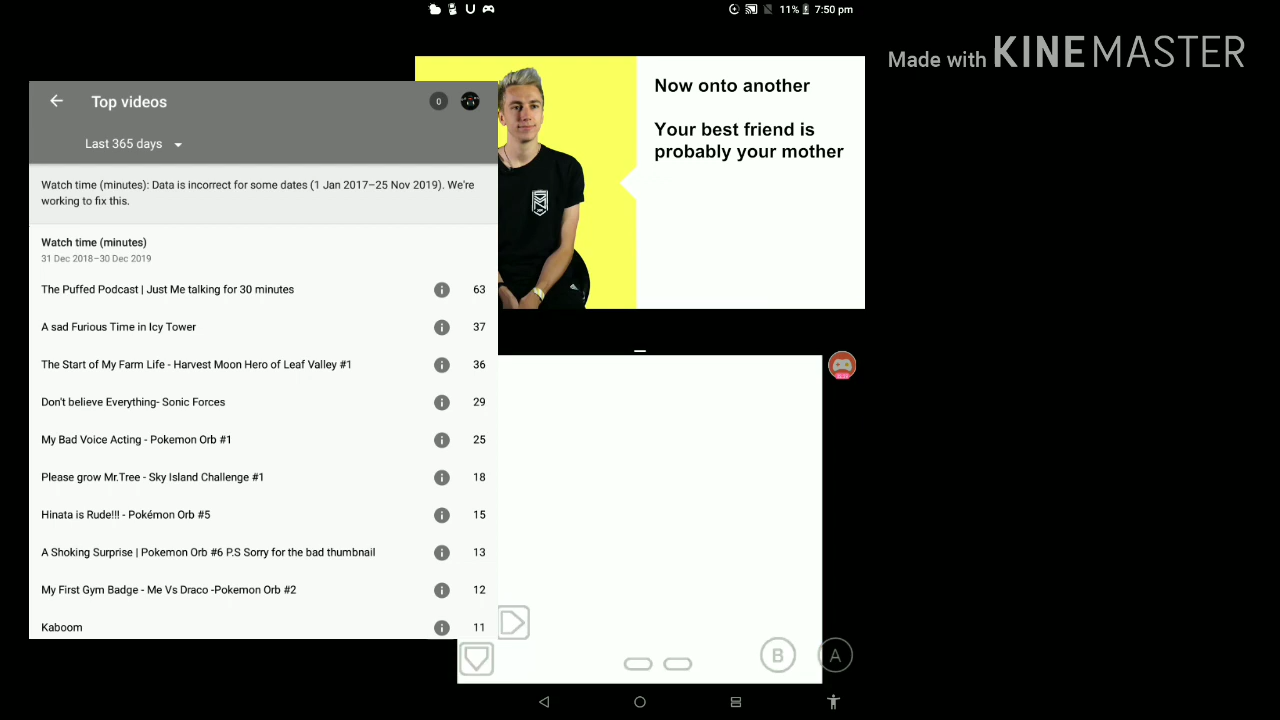 11% 7:50 pm
Made with KINEMASTER
Now onto another
Your best friend is
probably your mother
Top videos
0
Last 365 days
Watch time (minutes): Data is incorrect for some dates (1 Jan 2017–25 Nov 2019). We're
working to fix this.
Watch time (minutes)
31 Dec 2018–30 Dec 2019
The Puffed Podcast | Just Me talking for 30 minutes 63
A sad Furious Time in Icy Tower 37
The Start of My Farm Life - Harvest Moon Hero of Leaf Valley #1 36
Don't believe Everything- Sonic Forces 29
My Bad Voice Acting - Pokemon Orb #1 25
Please grow Mr.Tree - Sky Island Challenge #1 18
Hinata is Rude!!! - Pokémon Orb #5 15
A Shoking Surprise | Pokemon Orb #6 P.S Sorry for the bad thumbnail 13
My First Gym Badge - Me Vs Draco -Pokemon Orb #2 12
Kaboom 11
B A